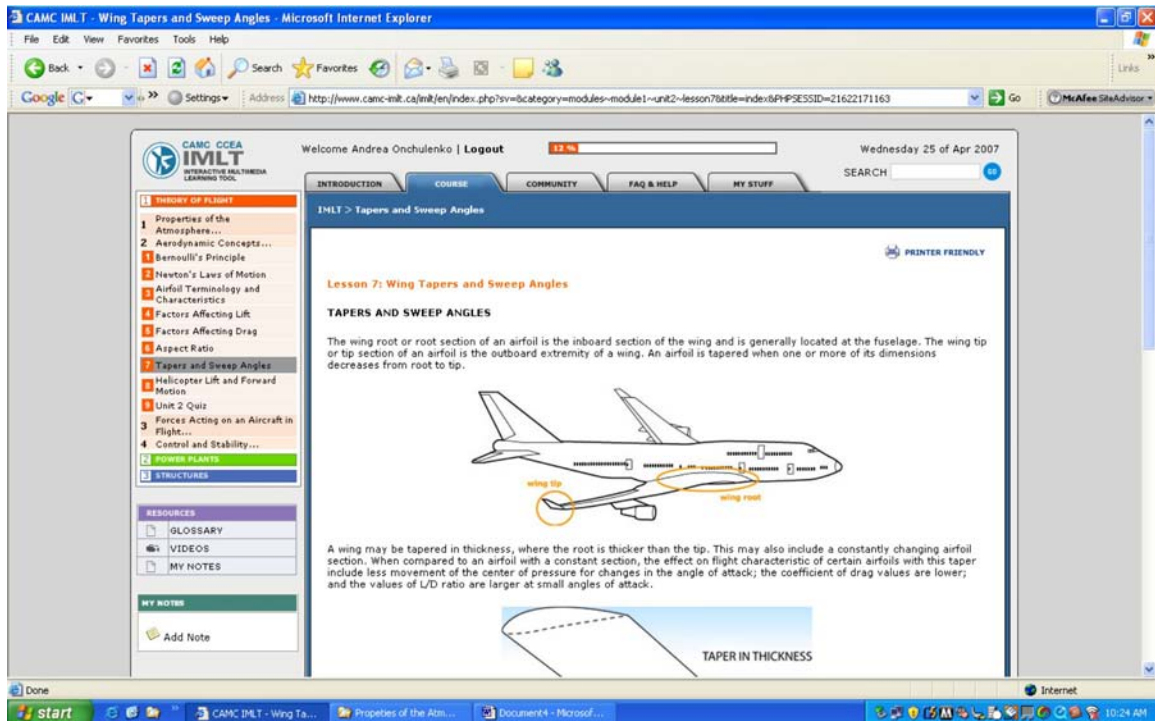 CAMC IMLT - Wing Tapers and Sweep Angles - Microsoft Internet Explorer
File Edit View Favorites Tools Help
Back Search Favorites Links
Google Settings Address http://www.camc-imlt.ca/imlt/en/index.php?sv=&category=modules~module1~unit2~lesson7&title=index&PHPSESSID=21622171163 Go McAfee SiteAdvisor
CAMC CCEA
IMLT
INTERACTIVE MULTIMEDIA
LEARNING TOOL
Welcome Andrea Onchulenko | Logout 12 % Wednesday 25 of Apr 2007
SEARCH GO
INTRODUCTION COURSE COMMUNITY FAQ & HELP MY STUFF
IMLT > Tapers and Sweep Angles
1 THEORY OF FLIGHT
1 Properties of the
Atmosphere...
2 Aerodynamic Concepts...
1 Bernoulli's Principle
2 Newton's Laws of Motion
3 Airfoil Terminology and
Characteristics
4 Factors Affecting Lift
5 Factors Affecting Drag
6 Aspect Ratio
7 Tapers and Sweep Angles
8 Helicopter Lift and Forward
Motion
9 Unit 2 Quiz
3 Forces Acting on an Aircraft in
Flight...
4 Control and Stability...
2 POWER PLANTS
3 STRUCTURES
RESOURCES
GLOSSARY
VIDEOS
MY NOTES
MY NOTES
Add Note
PRINTER FRIENDLY
Lesson 7: Wing Tapers and Sweep Angles
TAPERS AND SWEEP ANGLES
The wing root or root section of an airfoil is the inboard section of the wing and is generally located at the fuselage. The wing tip
or tip section of an airfoil is the outboard extremity of a wing. An airfoil is tapered when one or more of its dimensions
decreases from root to tip.
wing tip
wing root
A wing may be tapered in thickness, where the root is thicker than the tip. This may also include a constantly changing airfoil
section. When compared to an airfoil with a constant section, the effect on flight characteristic of certain airfoils with this taper
include less movement of the center of pressure for changes in the angle of attack; the coefficient of drag values are lower;
and the values of L/D ratio are larger at small angles of attack.
TAPER IN THICKNESS
Done Internet
start CAMC IMLT - Wing Ta... Propeties of the Atm... Document4 - Microsof... 10:24 AM